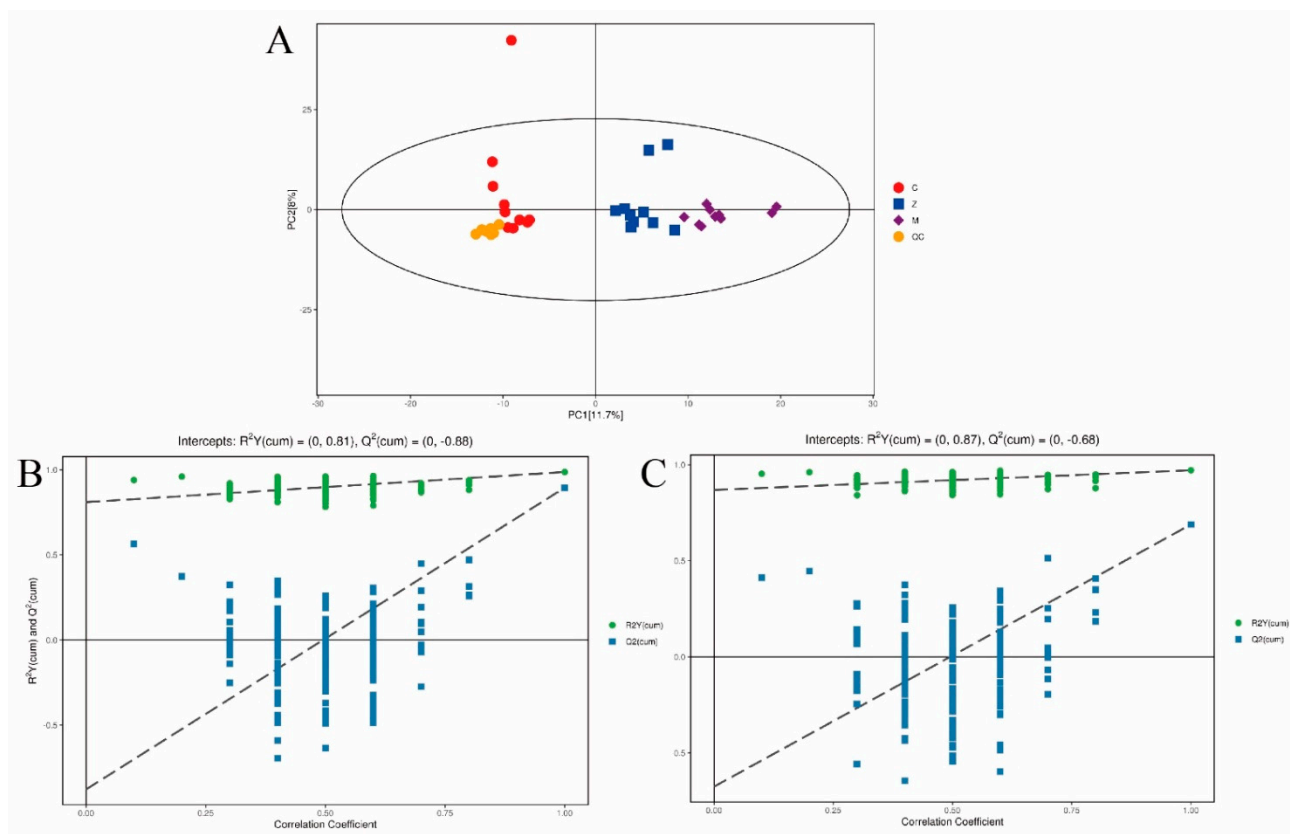 A
25
0
-25
PC2[8%]
-30
-20
-10
0
10
20
30
PC1[11.7%]
C
Z
M
QC
Intercepts: R²Y(cum) = (0, 0.81), Q²(cum) = (0, -0.88)
B
1.0
0.5
0.0
-0.5
R²Y(cum) and Q²(cum)
0.00
0.25
0.50
0.75
1.00
Correlation Coefficient
R2Y(cum)
Q2(cum)
Intercepts: R²Y(cum) = (0, 0.87), Q²(cum) = (0, -0.68)
C
1.0
0.5
0.0
0.5
0.00
0.25
0.50
0.75
1.00
Correlation Coefficient
R2Y(cum)
Q2(cum)